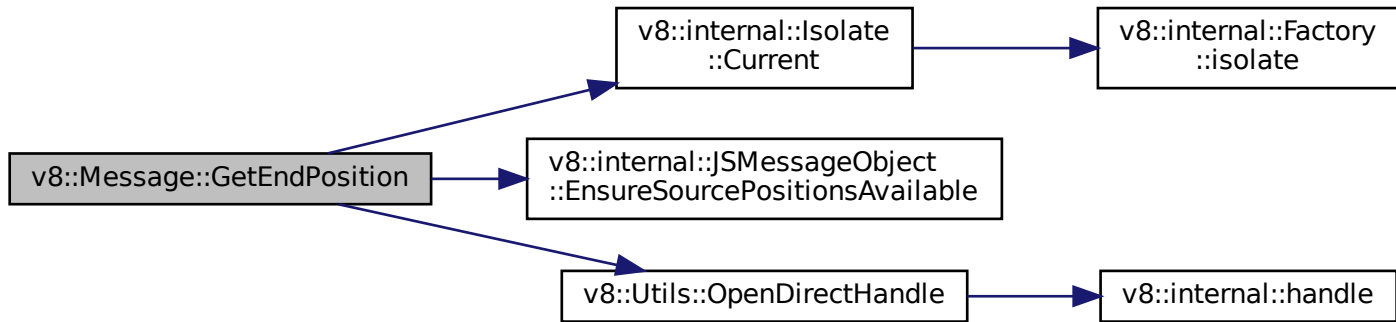 v8::Message::GetEndPosition
v8::internal::Isolate
::Current
v8::internal::Factory
::isolate
v8::internal::JSMessageObject
::EnsureSourcePositionsAvailable
v8::Utils::OpenDirectHandle
v8::internal::handle